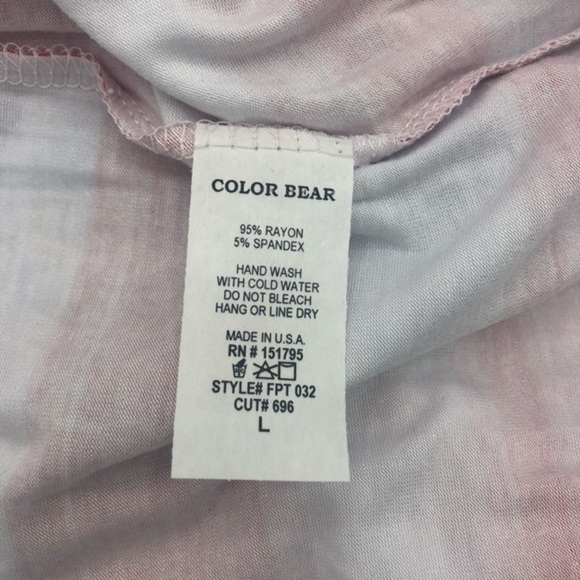 COLOR BEAR
95% RAYON
5% SPANDEX
HAND WASH
WITH COLD WATER
DO NOT BLEACH
HANG OR LINE DRY
MADE IN U.S.A.
RN # 151795
STYLE# FPT 032
CUT# 696
L